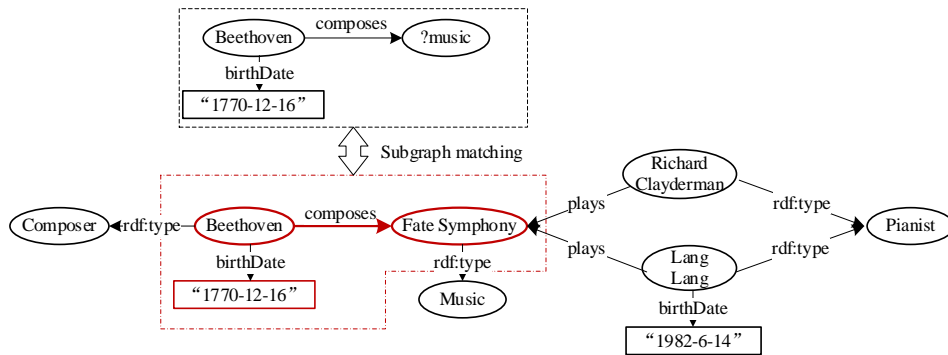 composes
Beethoven
?music
birthDate
“1770-12-16”
Subgraph matching
Richard
Clayderman
plays
rdf:type
composes
Composer
rdf:type
Beethoven
Fate Symphony
Pianist
birthDate
rdf:type
plays
rdf:type
Lang
Lang
“1770-12-16”
Music
birthDate
“1982-6-14”